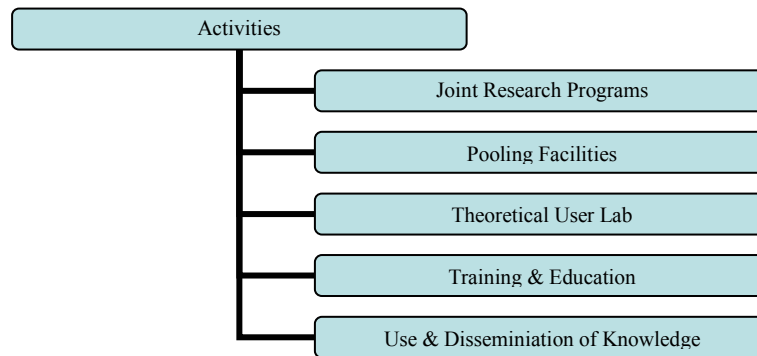 Activities
Joint Research Programs
Pooling Facilities
Theoretical User Lab
Training & Education
Use & Disseminiation of Knowledge